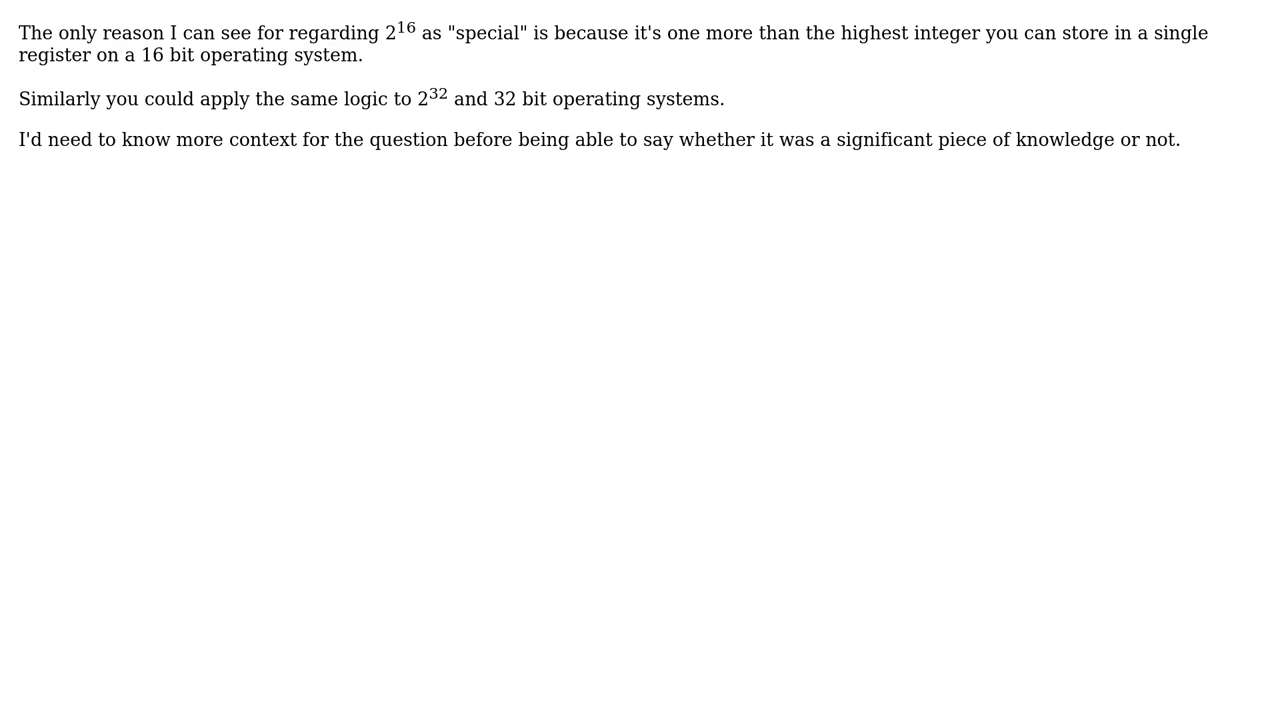 The only reason I can see for regarding 2^16 as "special" is because it's one more than the highest integer you can store in a single
register on a 16 bit operating system.
Similarly you could apply the same logic to 2^32 and 32 bit operating systems.
I'd need to know more context for the question before being able to say whether it was a significant piece of knowledge or not.